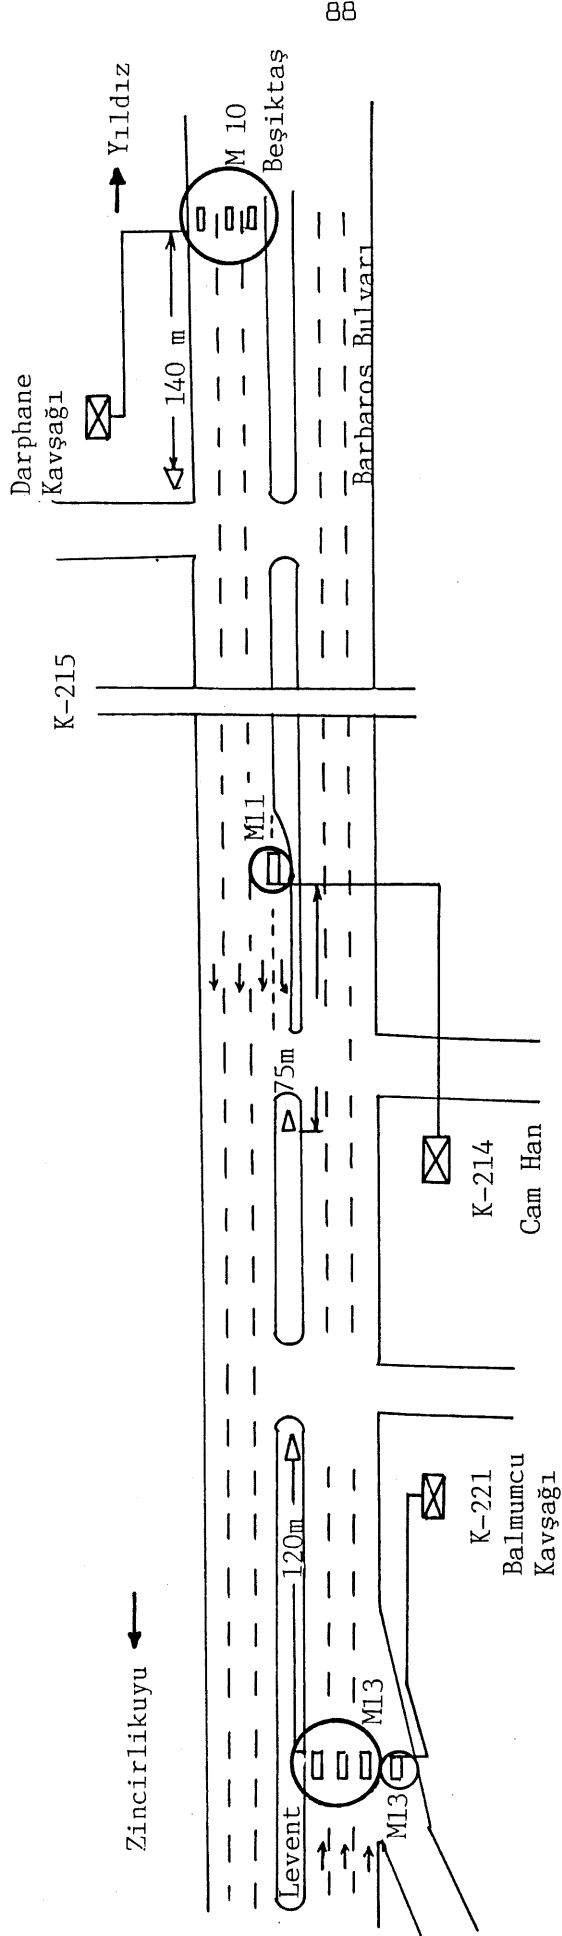 88
Yıldız
M 10
Beşiktaş
140 m
Darphane
Kavşağı
Barbaros Bulvarı
K-215
M11
75m
K-214
Cam Han
120m
K-221
Balmumcu
Kavşağı
Zincirlikuyu
M13
Levent
M13